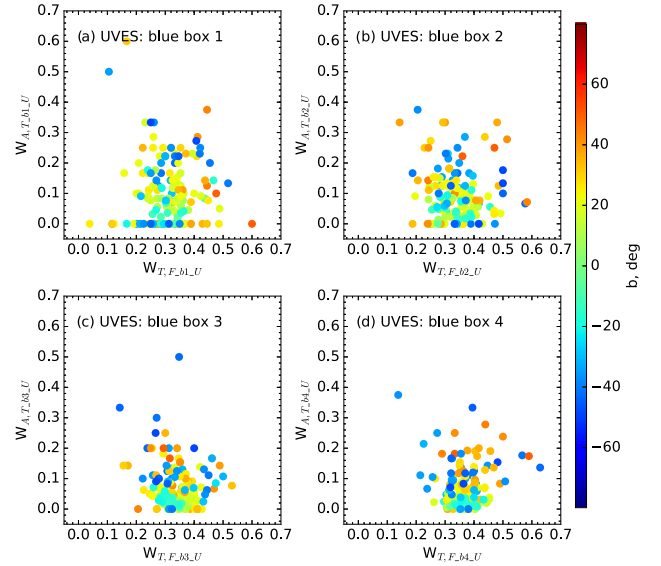 0.7
0.6
0.5
0.4
0.3
0.2
0.1
0.0
W_{A,T_b1_U}
(a) UVES: blue box 1
0.0 0.1 0.2 0.3 0.4 0.5 0.6 0.7
W_{T,F_b1_U}
0.7
0.6
0.5
0.4
0.3
0.2
0.1
0.0
W_{A,T_b2_U}
(b) UVES: blue box 2
0.0 0.1 0.2 0.3 0.4 0.5 0.6 0.7
W_{T,F_b2_U}
0.7
0.6
0.5
0.4
0.3
0.2
0.1
0.0
W_{A,T_b3_U}
(c) UVES: blue box 3
0.0 0.1 0.2 0.3 0.4 0.5 0.6 0.7
W_{T,F_b3_U}
0.7
0.6
0.5
0.4
0.3
0.2
0.1
0.0
W_{A,T_b4_U}
(d) UVES: blue box 4
0.0 0.1 0.2 0.3 0.4 0.5 0.6 0.7
W_{T,F_b4_U}
60
40
20
0
−20
−40
−60
b, deg